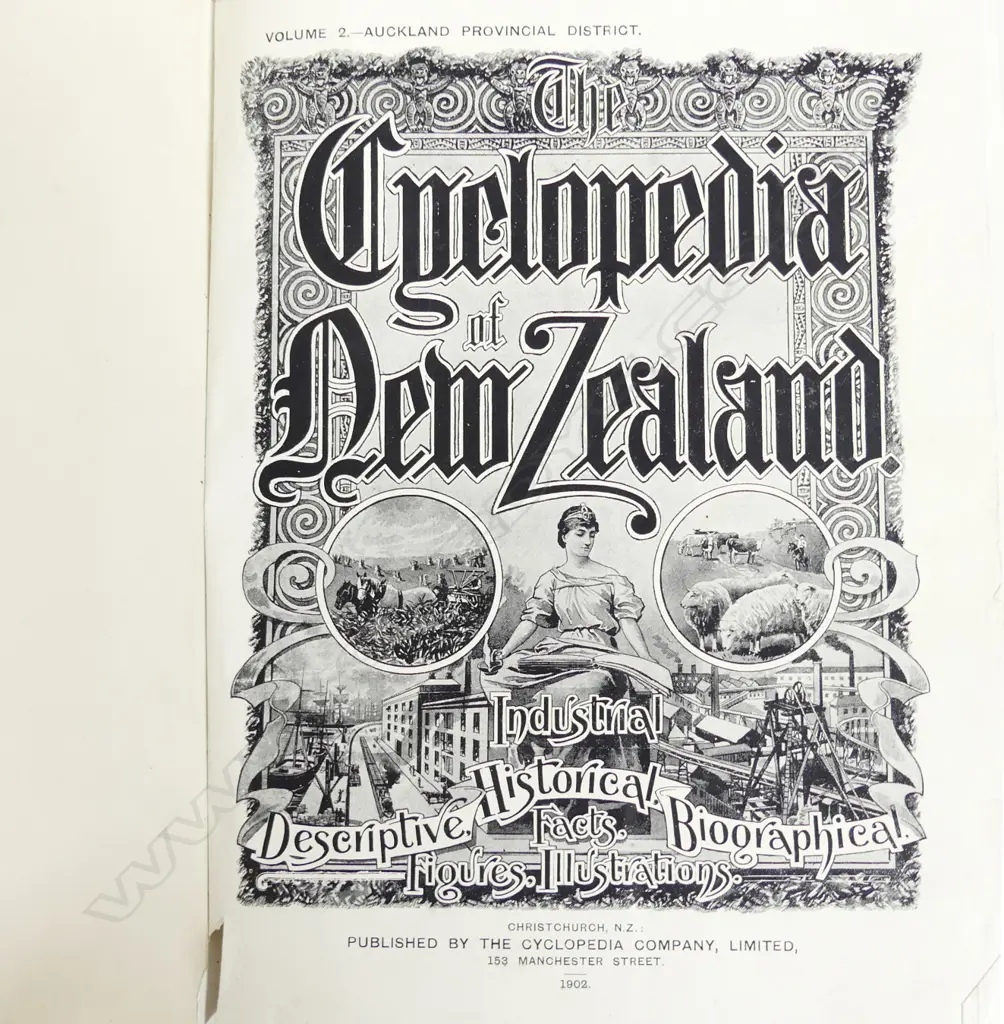 VOLUME 2.—AUCKLAND PROVINCIAL DISTRICT.
The
Cyclopedia
of
New Zealand.
Industrial
Descriptive, Historical, Biographical,
Facts,
Figures, Illustrations.
CHRISTCHURCH, N.Z.:
PUBLISHED BY THE CYCLOPEDIA COMPANY, LIMITED,
153 MANCHESTER STREET.
1902.